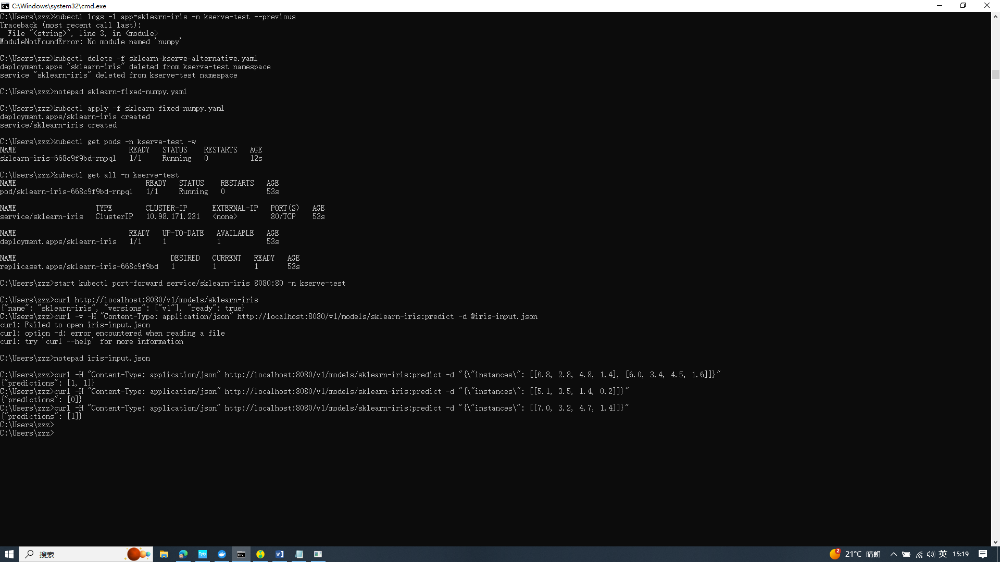 C:\Windows\system32\cmd.exe
C:\Users\zzz>kubectl logs -l app=sklearn-iris -n kserve-test --previous
Traceback (most recent call last):
  File "<string>", line 3, in <module>
ModuleNotFoundError: No module named 'numpy'
C:\Users\zzz>kubectl delete -f sklearn-kserve-alternative.yaml
deployment.apps "sklearn-iris" deleted from kserve-test namespace
service "sklearn-iris" deleted from kserve-test namespace
C:\Users\zzz>notepad sklearn-fixed-numpy.yaml
C:\Users\zzz>kubectl apply -f sklearn-fixed-numpy.yaml
deployment.apps/sklearn-iris created
service/sklearn-iris created
C:\Users\zzz>kubectl get pods -n kserve-test -w
NAME                           READY   STATUS    RESTARTS   AGE
sklearn-iris-668c9f9bd-rnpql   1/1     Running   0          12s
C:\Users\zzz>kubectl get all -n kserve-test
NAME                               READY   STATUS    RESTARTS   AGE
pod/sklearn-iris-668c9f9bd-rnpql   1/1     Running   0          53s
NAME                   TYPE        CLUSTER-IP      EXTERNAL-IP   PORT(S)   AGE
service/sklearn-iris   ClusterIP   10.98.171.231   <none>        80/TCP    53s
NAME                           READY   UP-TO-DATE   AVAILABLE   AGE
deployment.apps/sklearn-iris   1/1     1            1           53s
NAME                                     DESIRED   CURRENT   READY   AGE
replicaset.apps/sklearn-iris-668c9f9bd   1         1         1       53s
C:\Users\zzz>start kubectl port-forward service/sklearn-iris 8080:80 -n kserve-test
C:\Users\zzz>curl http://localhost:8080/v1/models/sklearn-iris
{"name": "sklearn-iris", "versions": ["v1"], "ready": true}
C:\Users\zzz>curl -v -H "Content-Type: application/json" http://localhost:8080/v1/models/sklearn-iris:predict -d @iris-input.json
curl: Failed to open iris-input.json
curl: option -d: error encountered when reading a file
curl: try 'curl --help' for more information
C:\Users\zzz>notepad iris-input.json
C:\Users\zzz>curl -H "Content-Type: application/json" http://localhost:8080/v1/models/sklearn-iris:predict -d "{\"instances\": [[6.8, 2.8, 4.8, 1.4], [6.0, 3.4, 4.5, 1.6]]}"
{"predictions": [1, 1]}
C:\Users\zzz>curl -H "Content-Type: application/json" http://localhost:8080/v1/models/sklearn-iris:predict -d "{\"instances\": [[5.1, 3.5, 1.4, 0.2]]}"
{"predictions": [0]}
C:\Users\zzz>curl -H "Content-Type: application/json" http://localhost:8080/v1/models/sklearn-iris:predict -d "{\"instances\": [[7.0, 3.2, 4.7, 1.4]]}"
{"predictions": [1]}
C:\Users\zzz>
C:\Users\zzz>
搜索
Tyty
2
21°C 晴朗
英
15:19